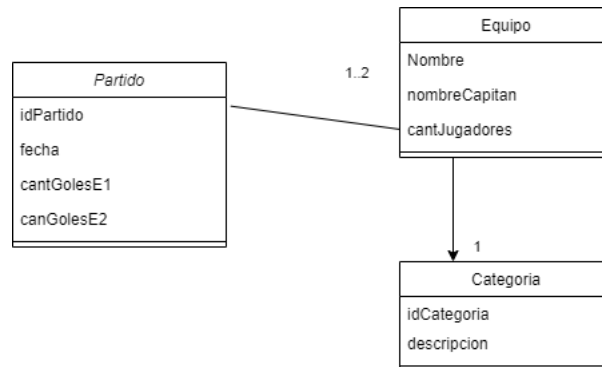 Partido
idPartido
fecha
cantGolesE1
canGolesE2
1..2
Equipo
Nombre
nombreCapitan
cantJugadores
1
Categoria
idCategoria
descripcion